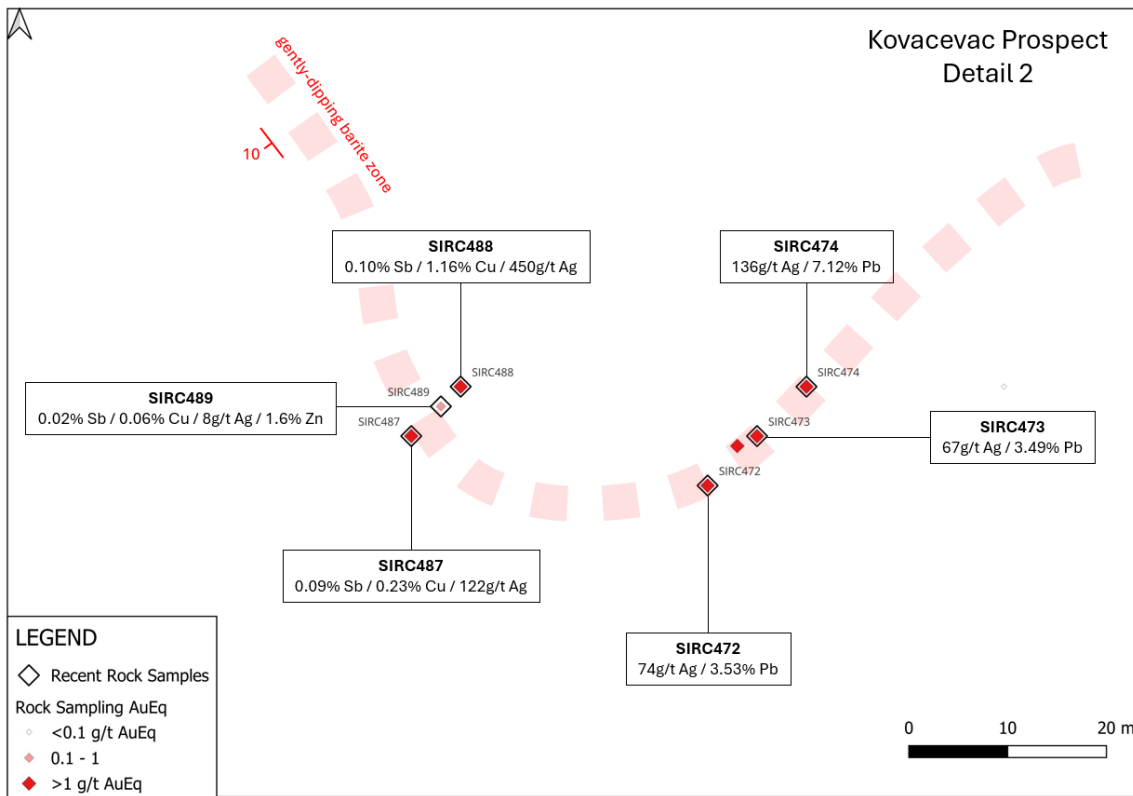 Kovacevac Prospect
Detail 2
gently-dipping barite zone
10
SIRC488
0.10% Sb / 1.16% Cu / 450g/t Ag
SIRC474
136g/t Ag / 7.12% Pb
SIRC488
SIRC474
SIRC489
0.02% Sb / 0.06% Cu / 8g/t Ag / 1.6% Zn
SIRC489
SIRC487
SIRC473
SIRC473
67g/t Ag / 3.49% Pb
SIRC472
SIRC487
0.09% Sb / 0.23% Cu / 122g/t Ag
SIRC472
74g/t Ag / 3.53% Pb
LEGEND
Recent Rock Samples
Rock Sampling AuEq
<0.1 g/t AuEq
0.1 - 1
>1 g/t AuEq
0 10 20 m